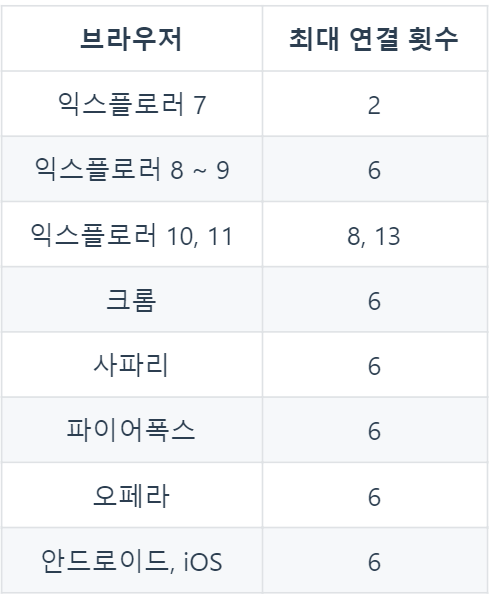 브라우저 최대 연결 횟수
익스플로러 7 2
익스플로러 8 ~ 9 6
익스플로러 10, 11 8, 13
크롬 6
사파리 6
파이어폭스 6
오페라 6
안드로이드, iOS 6